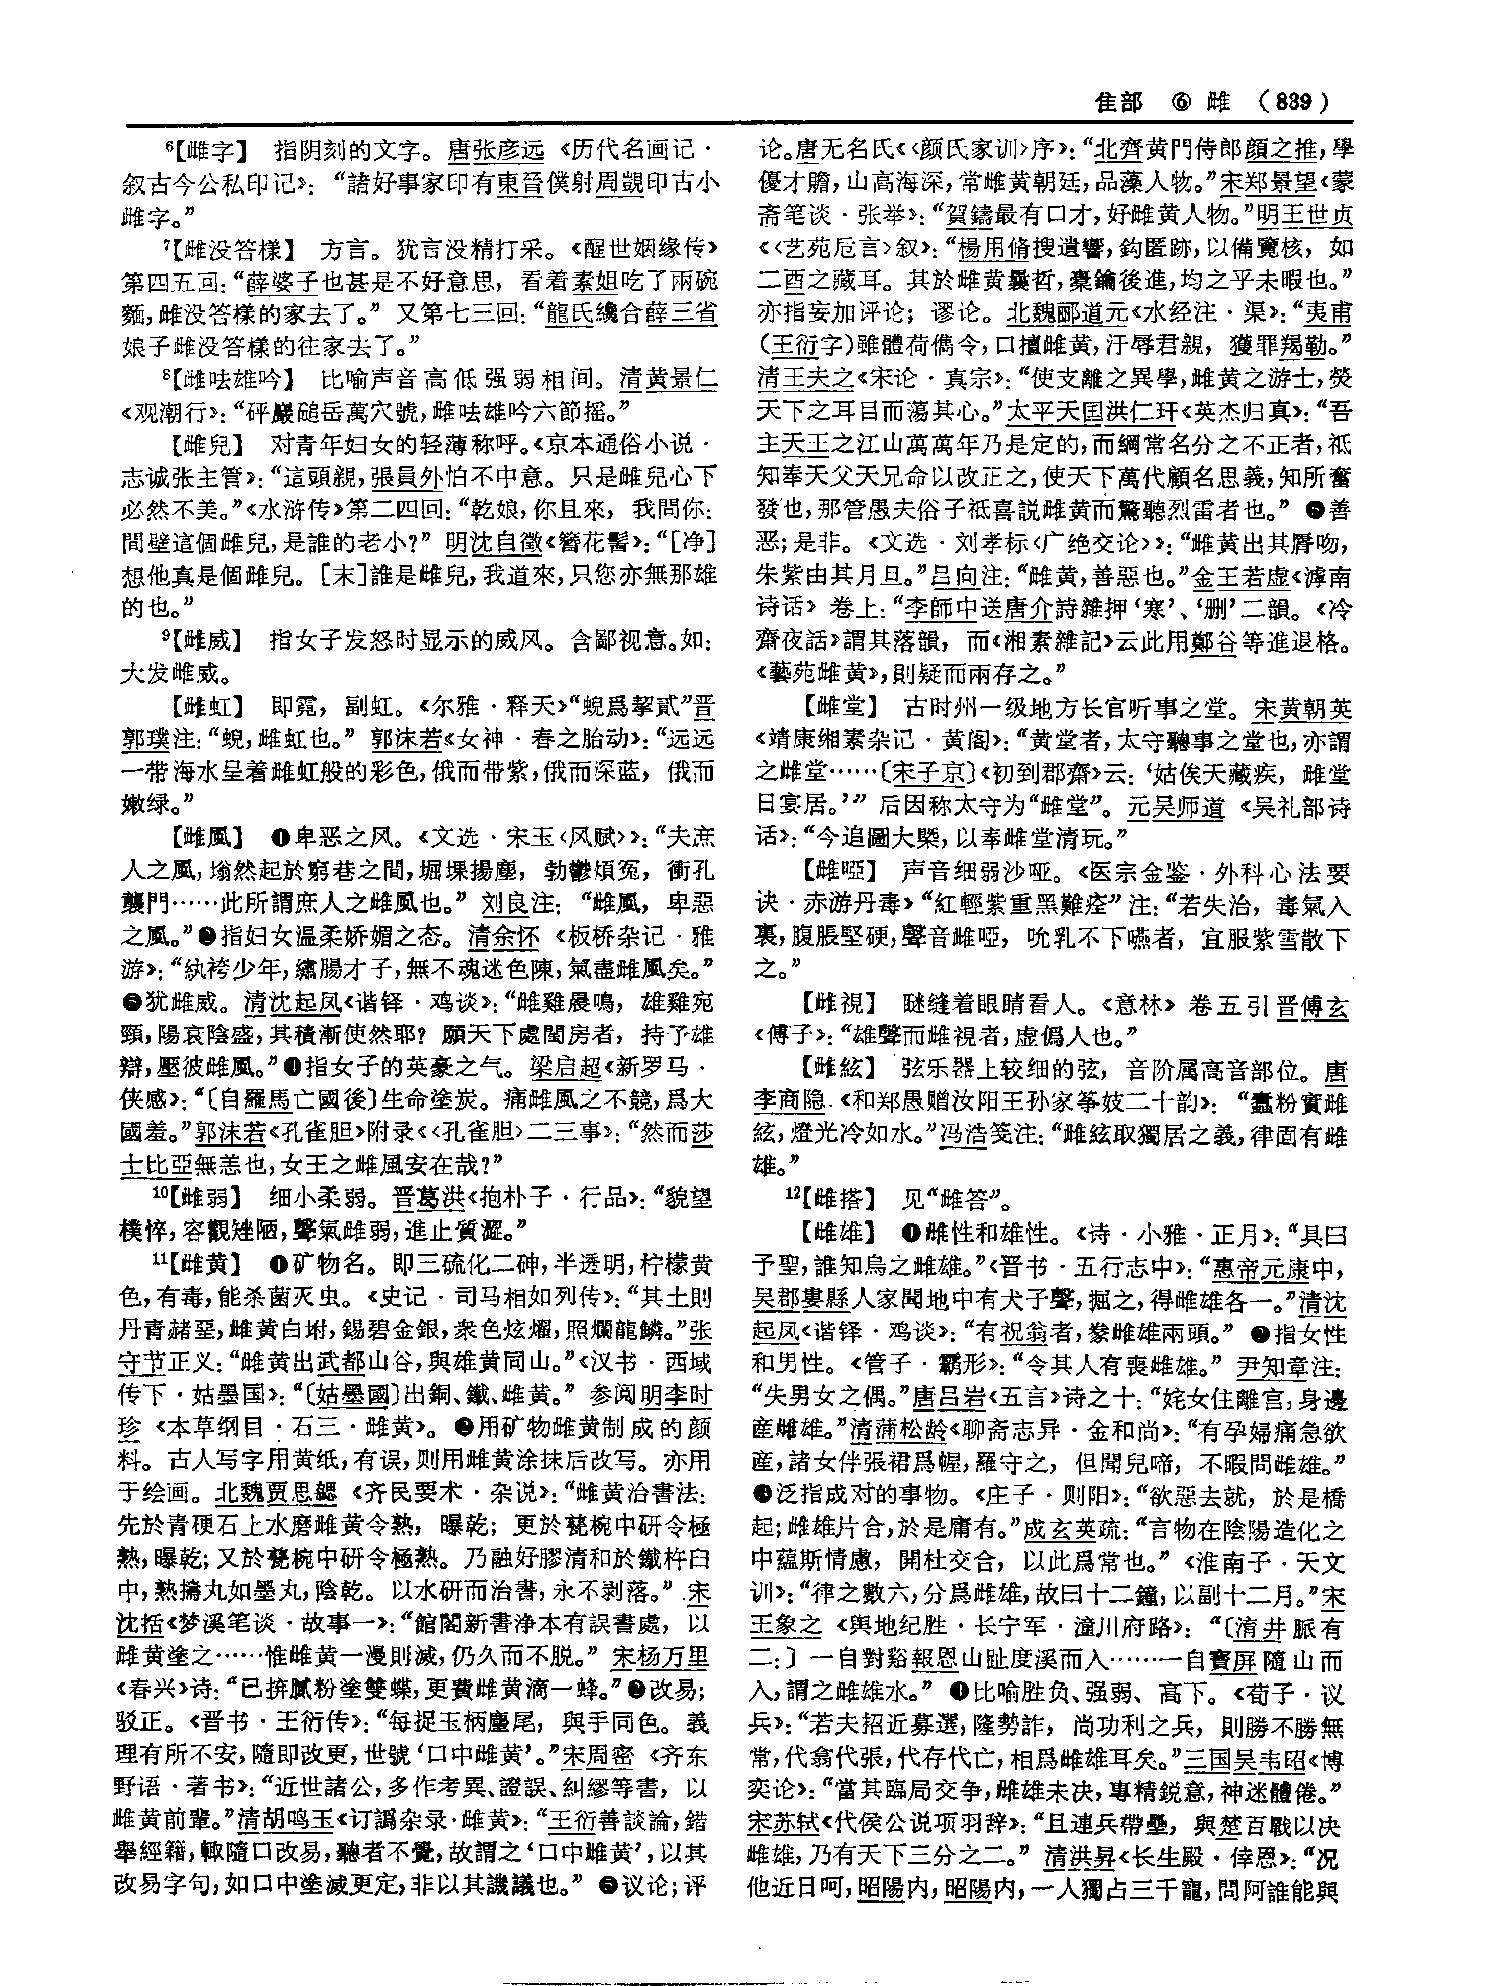 隹部 ⑥ 雌 （839）
⁶【雌字】 指阴刻的文字。唐张彦远《历代名画记·
叙古今公私印记》：“諸好事家印有東晉僕射周顗印古小
雌字。”
⁷【雌没答樣】 方言。犹言没精打采。《醒世姻缘传》
第四五回：“薛婆子也甚是不好意思，看着素姐吃了兩碗
麵，雌没答樣的家去了。”又第七三回：“龍氏纔合薛三省
娘子雌没答樣的往家去了。”
⁸【雌呿雄吟】 比喻声音高低强弱相间。清黄景仁
《观潮行》：“砰巖磓岳萬穴號，雌呿雄吟六節摇。”
【雌兒】 对青年妇女的轻薄称呼。《京本通俗小说·
志诚张主管》：“這頭親，張員外怕不中意。只是雌兒心下
必然不美。”《水浒传》第二四回：“乾娘，你且來，我問你：
間壁這個雌兒，是誰的老小?”明沈自徵《簪花髻》：“［净］
想他真是個雌兒。［末］誰是雌兒，我道來，只您亦無那雄
的也。”
⁹【雌威】 指女子发怒时显示的威风。含鄙视意。如：
大发雌威。
【雌虹】 即霓，副虹。《尔雅·释天》“蜺爲挈貳”晋
郭璞注：“蜺，雌虹也。”郭沫若《女神·春之胎动》：“远远
一带海水呈着雌虹般的彩色，俄而带紫，俄而深蓝，俄而
嫩绿。”
【雌風】 ❶卑恶之风。《文选·宋玉〈风赋〉》：“夫庶
人之風，塕然起於窮巷之間，堀堁揚塵，勃鬱煩冤，衝孔
襲門……此所謂庶人之雌風也。”刘良注：“雌風，卑惡
之風。”❷指妇女温柔娇媚之态。清余怀《板桥杂记·雅
游》：“紈袴少年，繡腸才子，無不魂迷色陳，氣盡雌風矣。”
❸犹雌威。清沈起凤《谐铎·鸡谈》：“雌雞晨鳴，雄雞宛
頸，陽衰陰盛，其積漸使然耶? 願天下處閨房者，持予雄
辯，壓彼雌風。”❹指女子的英豪之气。梁启超《新罗马·
侠感》：“〔自羅馬亡國後〕生命塗炭。痛雌風之不競，爲大
國羞。”郭沫若《孔雀胆》附录《〈孔雀胆〉二三事》：“然而莎
士比亞無恙也，女王之雌風安在哉?”
¹⁰【雌弱】 细小柔弱。晋葛洪《抱朴子·行品》：“貌望
樸悴，容觀矬陋，聲氣雌弱，進止質澀。”
¹¹【雌黄】 ❶矿物名。即三硫化二砷，半透明，柠檬黄
色，有毒，能杀菌灭虫。《史记·司马相如列传》：“其土則
丹青赭堊，雌黄白坿，錫碧金銀，衆色炫燿，照爛龍鱗。”张
守节正义：“雌黄出武都山谷，與雄黄同山。”《汉书·西域
传下·姑墨国》：“〔姑墨國〕出銅、鐵、雌黄。”参阅明李时
珍《本草纲目·石三·雌黄》。❷用矿物雌黄制成的颜
料。古人写字用黄纸，有误，则用雌黄涂抹后改写。亦用
于绘画。北魏贾思勰《齐民要术·杂说》：“雌黄治書法：
先於青硬石上水磨雌黄令熟，曝乾；更於甆椀中研令極
熟，曝乾；又於甆椀中研令極熟。乃融好膠清和於鐵杵臼
中，熟擣丸如墨丸，陰乾。以水研而治書，永不剥落。”宋
沈括《梦溪笔谈·故事一》：“館閣新書浄本有誤書處，以
雌黄塗之……惟雌黄一漫則滅，仍久而不脱。”宋杨万里
《春兴》诗：“已拚膩粉塗雙蝶，更費雌黄滴一蜂。”❸改易；
驳正。《晋书·王衍传》：“每捉玉柄麈尾，與手同色。義
理有所不安，隨即改更，世號‘口中雌黄’。”宋周密《齐东
野语·著书》：“近世諸公，多作考異、證誤、糾繆等書，以
雌黄前輩。”清胡鸣玉《订讹杂录·雌黄》：“王衍善談論，錯
舉經籍，輒隨口改易，聽者不覺，故謂之‘口中雌黄’，以其
改易字句，如口中塗滅更定，非以其譏議也。” ❹议论；评
论。唐无名氏《〈颜氏家训〉序》：“北齊黄門侍郎顔之推，學
優才贍，山高海深，常雌黄朝廷，品藻人物。”宋郑景望《蒙
斋笔谈·张举》：“賀鑄最有口才，好雌黄人物。”明王世贞
《〈艺苑卮言〉叙》：“楊用脩搜遺響，鈎匿跡，以備覽核，如
二酉之藏耳。其於雌黄曩哲，橐鑰後進，均之乎未暇也。”
亦指妄加评论；谬论。北魏郦道元《水经注·渠》：“夷甫
（王衍字）雖體荷儁令，口擅雌黄，汙辱君親，獲罪羯勒。”
清王夫之《宋论·真宗》：“使支離之異學，雌黄之游士，熒
天下之耳目而蕩其心。”太平天国洪仁玕《英杰归真》：“吾
主天王之江山萬萬年乃是定的，而綱常名分之不正者，祗
知奉天父天兄命以改正之，使天下萬代顧名思義，知所奮
發也，那管愚夫俗子祗喜説雌黄而驚聽烈雷者也。” ❺善
恶；是非。《文选·刘孝标〈广绝交论〉》：“雌黄出其脣吻，
朱紫由其月旦。”吕向注：“雌黄，善惡也。”金王若虚《滹南
诗话》卷上：“李師中送唐介詩雜押‘寒’、‘删’二韻。《冷
齋夜話》謂其落韻，而《湘素雜記》云此用鄭谷等進退格。
《藝苑雌黄》，則疑而兩存之。”
【雌堂】 古时州一级地方长官听事之堂。宋黄朝英
《靖康缃素杂记·黄阁》：“黄堂者，太守聽事之堂也，亦謂
之雌堂……〔宋子京〕《初到郡齋》云：‘姑俟天藏疾，雌堂
日宴居。’”后因称太守为“雌堂”。元吴师道《吴礼部诗
话》：“今追圖大槩，以奉雌堂清玩。”
【雌啞】 声音细弱沙哑。《医宗金鉴·外科心法要
诀·赤游丹毒》“紅輕紫重黑難痊”注：“若失治，毒氣入
裏，腹脹堅硬，聲音雌啞，吮乳不下嚥者，宜服紫雪散下
之。”
【雌視】 瞇缝着眼睛看人。《意林》卷五引晋傅玄
《傅子》：“雄聲而雌視者，虚僞人也。”
【雌絃】 弦乐器上较细的弦，音阶属高音部位。唐
李商隐《和郑愚赠汝阳王孙家筝妓二十韵》：“蠹粉實雌
絃，燈光冷如水。”冯浩笺注：“雌絃取獨居之義，律固有雌
雄。”
¹²【雌搭】 见“雌答”。
【雌雄】 ❶雌性和雄性。《诗·小雅·正月》：“具曰
予聖，誰知烏之雌雄。”《晋书·五行志中》：“惠帝元康中，
吴郡婁縣人家聞地中有犬子聲，掘之，得雌雄各一。”清沈
起凤《谐铎·鸡谈》：“有祝翁者，豢雌雄兩頭。” ❷指女性
和男性。《管子·霸形》：“令其人有喪雌雄。”尹知章注：
“失男女之偶。”唐吕岩《五言》诗之十：“姹女住離宫，身邊
産雌雄。”清蒲松龄《聊斋志异·金和尚》：“有孕婦痛急欲
産，諸女伴張裙爲幄，羅守之，但聞兒啼，不暇問雌雄。”
❸泛指成对的事物。《庄子·则阳》：“欲惡去就，於是橋
起；雌雄片合，於是庸有。”成玄英疏：“言物在陰陽造化之
中，藴斯情慮，開杜交合，以此爲常也。”《淮南子·天文
训》：“律之數六，分爲雌雄，故曰十二鐘，以副十二月。”宋
王象之《舆地纪胜·长宁军·潼川府路》：“〔淯井脈有
二：〕一自對谿報恩山趾度溪而入……一自寶屏隨山而
入，謂之雌雄水。” ❹比喻胜负、强弱、高下。《荀子·议
兵》：“若夫招近募選，隆勢詐，尚功利之兵，則勝不勝無
常，代翕代張，代存代亡，相爲雌雄耳矣。”三国吴韦昭《博
奕论》：“當其臨局交争，雌雄未决，專精鋭意，神迷體倦。”
宋苏轼《代侯公说项羽辞》：“且連兵帶壘，與楚百戰以决
雌雄，乃有天下三分之二。”清洪昇《长生殿·倖恩》：“况
他近日呵，昭陽内，昭陽内，一人獨占三千寵，問阿誰能與